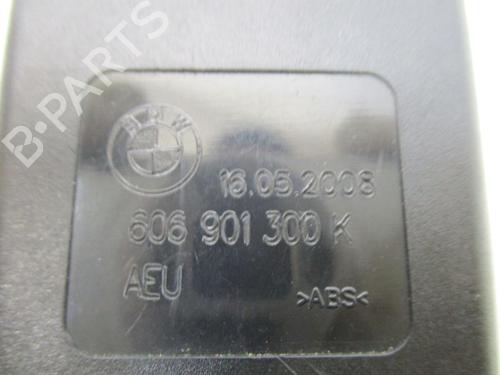 B-PARTS
BMW
16.05.2008
606 901 300 K
AEU
>ABS<